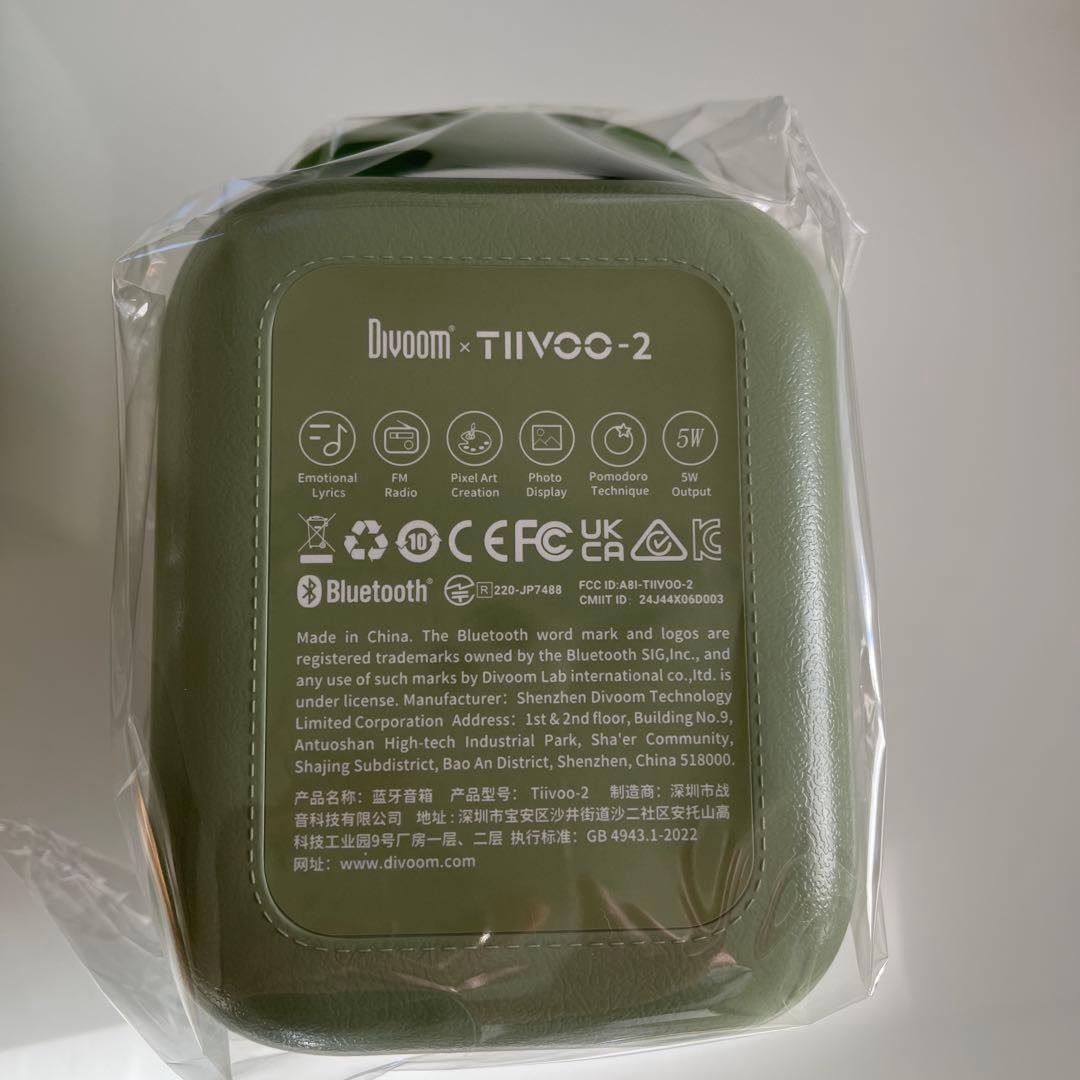 Divoom® × TIIVOO-2
Emotional Lyrics
FM Radio
Pixel Art Creation
Photo Display
Pomodoro Technique
5W
5W Output
10
CE FC UK CA
Bluetooth® R 220-JP7488 FCC ID:A8I-TIIVOO-2
CMIIT ID: 24J44X06D003
Made in China. The Bluetooth word mark and logos are
registered trademarks owned by the Bluetooth SIG,Inc., and
any use of such marks by Divoom Lab international co.,ltd. is
under license. Manufacturer: Shenzhen Divoom Technology
Limited Corporation Address: 1st & 2nd floor, Building No.9,
Antuoshan High-tech Industrial Park, Sha'er Community,
Shajing Subdistrict, Bao An District, Shenzhen, China 518000.
产品名称：蓝牙音箱 产品型号： Tiivoo-2 制造商：深圳市战
音科技有限公司 地址：深圳市宝安区沙井街道沙二社区安托山高
科技工业园9号厂房一层、二层 执行标准：GB 4943.1-2022
网址：www.divoom.com